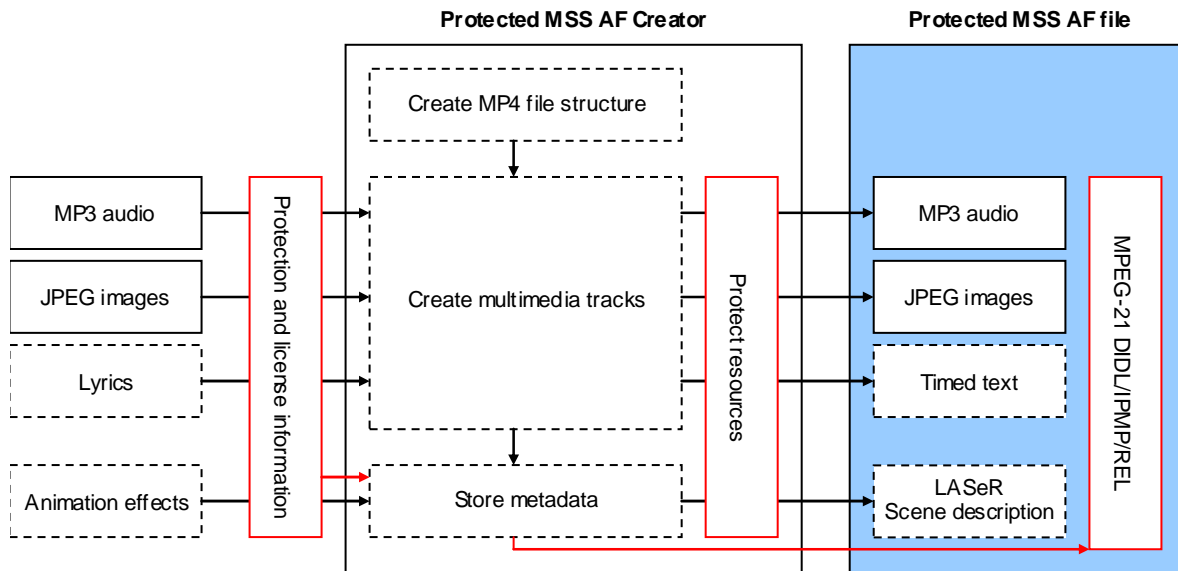 Protected MSS AF Creator
Protected MSS AF file
Create MP4 file structure
MP3 audio
JPEG images
Lyrics
Animation effects
Protection and license information
Create multimedia tracks
Store metadata
Protect resources
MP3 audio
JPEG images
Timed text
LASeR
Scene description
MPEG-21 DIDL/IPMP/REL